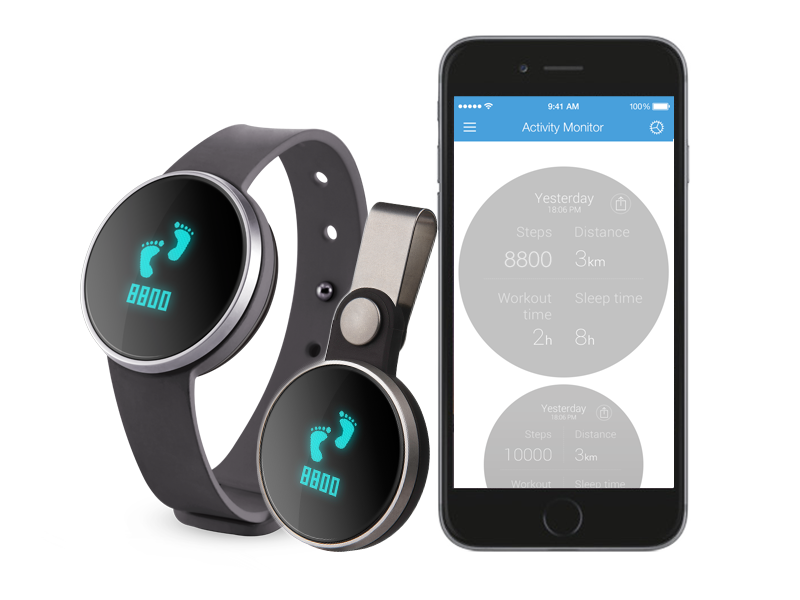 8800
8800
9:41 AM
100%
Activity Monitor
Yesterday
18:06 PM
Steps
Distance
8800
3km
Workout
time
Sleep time
2h
8h
Yesterday
18:06 PM
Steps
Distance
10000
3km
Workout
Sleep time